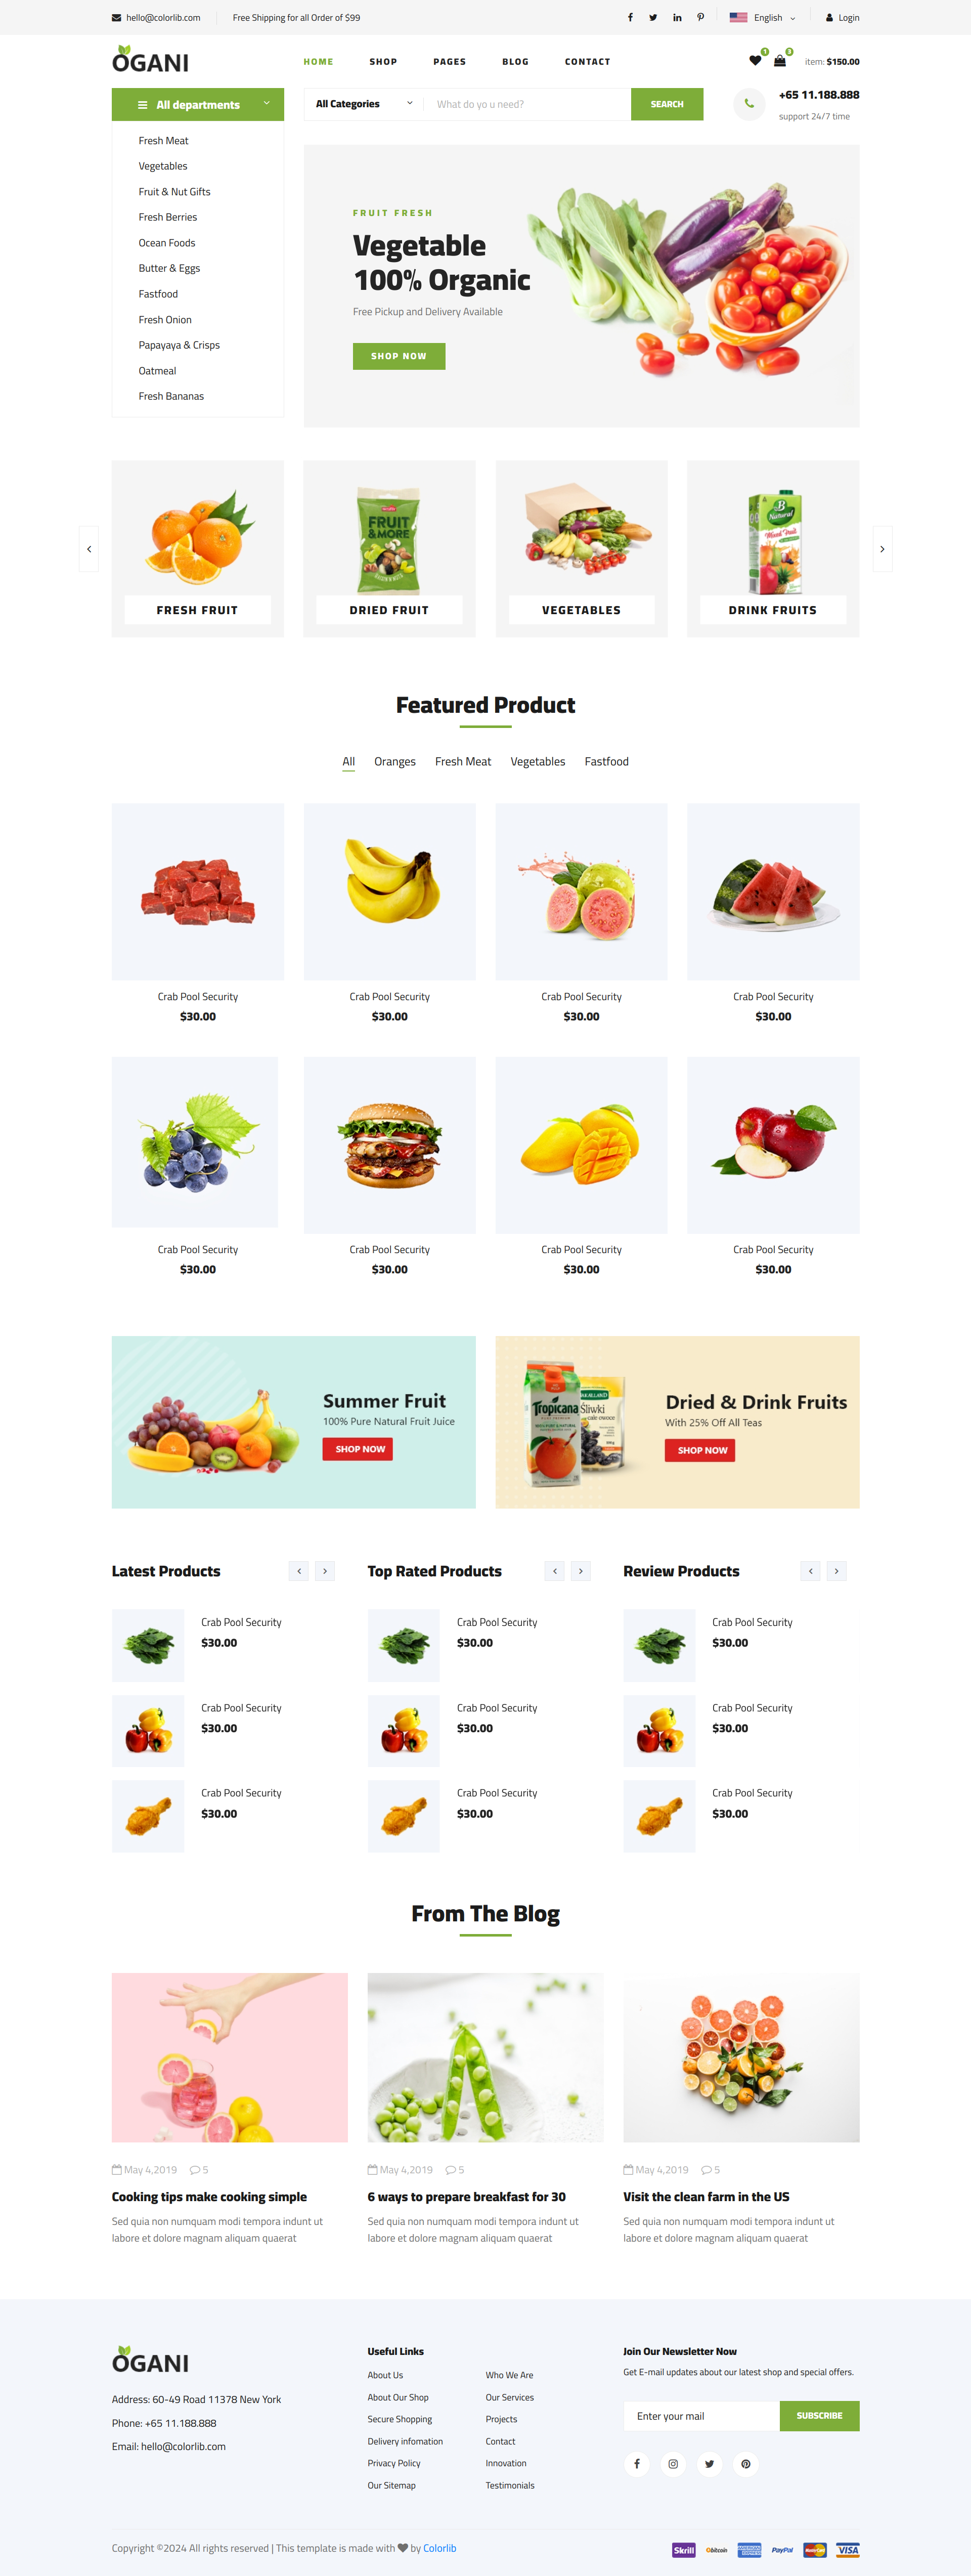 hello@colorlib.com
Free Shipping for all Order of $99
English
Login
OGANI
HOME
SHOP
PAGES
BLOG
CONTACT
1
3
item: $150.00
All departments
All Categories
What do yo u need?
SEARCH
+65 11.188.888
support 24/7 time
Fresh Meat
Vegetables
Fruit & Nut Gifts
Fresh Berries
Ocean Foods
Butter & Eggs
Fastfood
Fresh Onion
Papayaya & Crisps
Oatmeal
Fresh Bananas
FRUIT FRESH
Vegetable
100% Organic
Free Pickup and Delivery Available
SHOP NOW
FRUIT
&MORE
B
Natural
Mixed Fruit
FRESH FRUIT
DRIED FRUIT
VEGETABLES
DRINK FRUITS
Featured Product
All
Oranges
Fresh Meat
Vegetables
Fastfood
Crab Pool Security
$30.00
Crab Pool Security
$30.00
Crab Pool Security
$30.00
Crab Pool Security
$30.00
Crab Pool Security
$30.00
Crab Pool Security
$30.00
Crab Pool Security
$30.00
Crab Pool Security
$30.00
Summer Fruit
100% Pure Natural Fruit Juice
SHOP NOW
Tropicana
Śliwki
całe owoce
Dried & Drink Fruits
With 25% Off All Teas
SHOP NOW
Latest Products
Crab Pool Security
$30.00
Crab Pool Security
$30.00
Crab Pool Security
$30.00
Top Rated Products
Crab Pool Security
$30.00
Crab Pool Security
$30.00
Crab Pool Security
$30.00
Review Products
Crab Pool Security
$30.00
Crab Pool Security
$30.00
Crab Pool Security
$30.00
From The Blog
May 4,2019
5
Cooking tips make cooking simple
Sed quia non numquam modi tempora indunt ut
labore et dolore magnam aliquam quaerat
May 4,2019
5
6 ways to prepare breakfast for 30
Sed quia non numquam modi tempora indunt ut
labore et dolore magnam aliquam quaerat
May 4,2019
5
Visit the clean farm in the US
Sed quia non numquam modi tempora indunt ut
labore et dolore magnam aliquam quaerat
OGANI
Address: 60-49 Road 11378 New York
Phone: +65 11.188.888
Email: hello@colorlib.com
Useful Links
About Us
About Our Shop
Secure Shopping
Delivery infomation
Privacy Policy
Our Sitemap
Who We Are
Our Services
Projects
Contact
Innovation
Testimonials
Join Our Newsletter Now
Get E-mail updates about our latest shop and special offers.
Enter your mail
SUBSCRIBE
Copyright ©2024 All rights reserved | This template is made with by Colorlib
Skrill
bitcoin
AMERICAN EXPRESS
PayPal
MasterCard
VISA